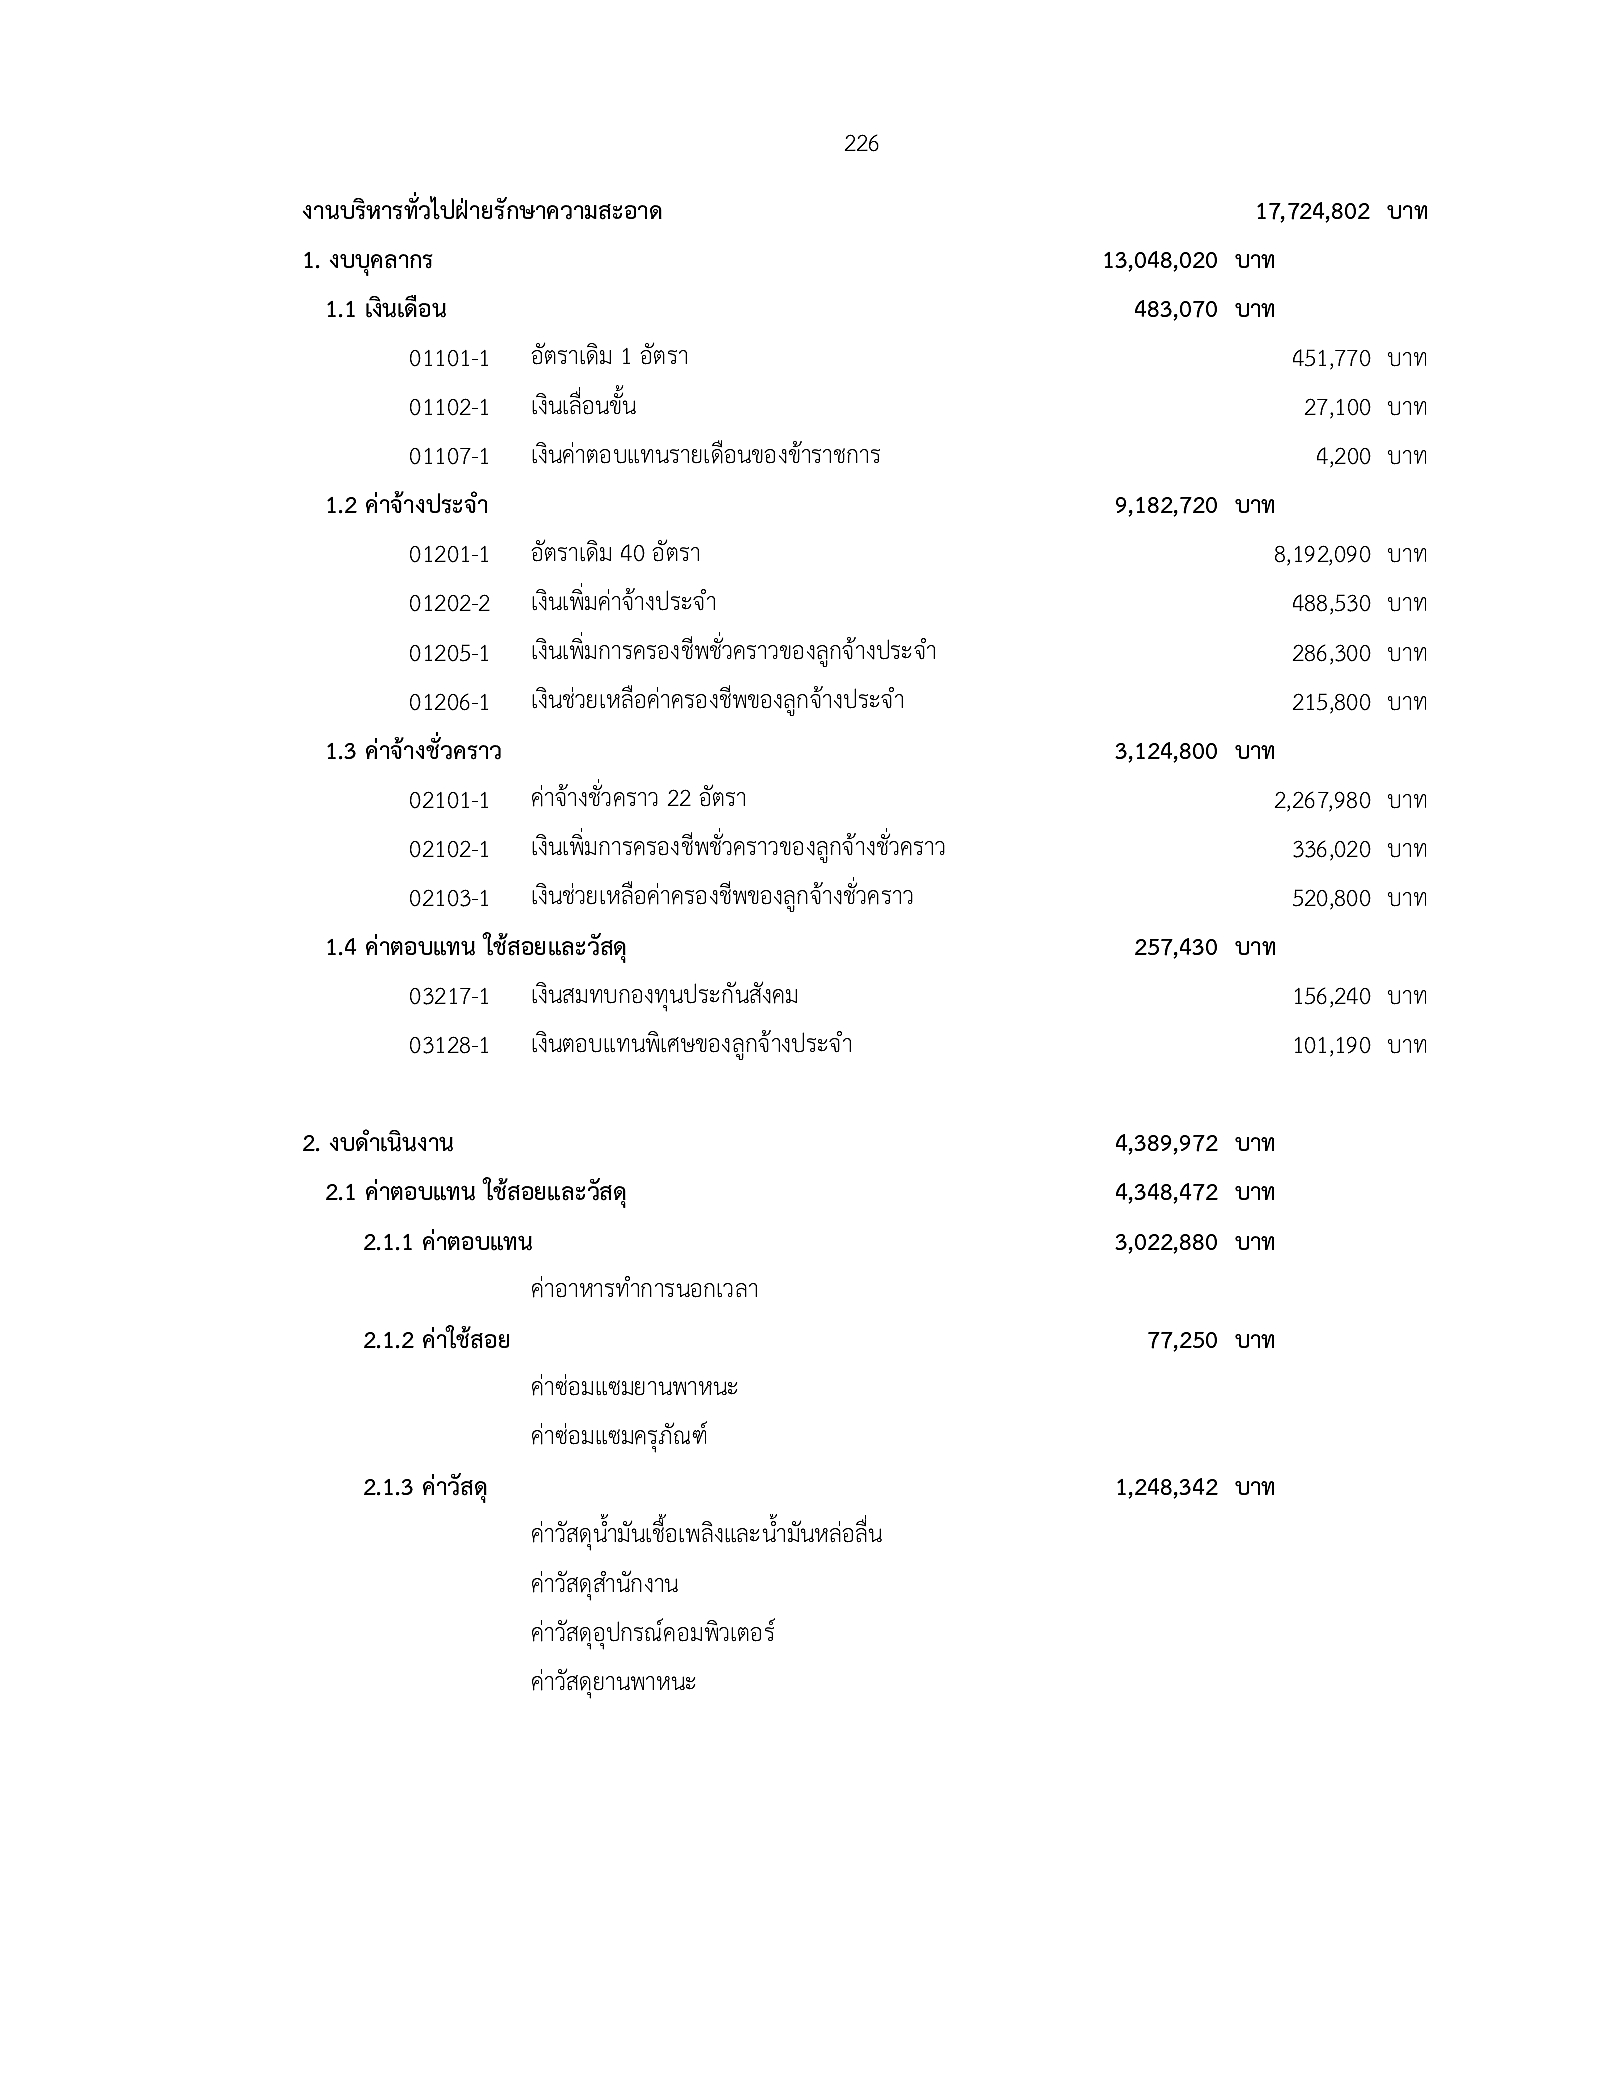 226
งานบริหารทั่วไปฝ่ายรักษาความสะอาด 17,724,802 บาท
1. งบบุคลากร 13,048,020 บาท
1.1 เงินเดือน 483,070 บาท
01101-1 อัตราเดิม 1 อัตรา 451,770 บาท
01102-1 เงินเลื่อนขั้น 27,100 บาท
01107-1 เงินค่าตอบแทนรายเดือนของข้าราชการ 4,200 บาท
1.2 ค่าจ้างประจำ 9,182,720 บาท
01201-1 อัตราเดิม 40 อัตรา 8,192,090 บาท
01202-2 เงินเพิ่มค่าจ้างประจำ 488,530 บาท
01205-1 เงินเพิ่มการครองชีพชั่วคราวของลูกจ้างประจำ 286,300 บาท
01206-1 เงินช่วยเหลือค่าครองชีพของลูกจ้างประจำ 215,800 บาท
1.3 ค่าจ้างชั่วคราว 3,124,800 บาท
02101-1 ค่าจ้างชั่วคราว 22 อัตรา 2,267,980 บาท
02102-1 เงินเพิ่มการครองชีพชั่วคราวของลูกจ้างชั่วคราว 336,020 บาท
02103-1 เงินช่วยเหลือค่าครองชีพของลูกจ้างชั่วคราว 520,800 บาท
1.4 ค่าตอบแทน ใช้สอยและวัสดุ 257,430 บาท
03217-1 เงินสมทบกองทุนประกันสังคม 156,240 บาท
03128-1 เงินตอบแทนพิเศษของลูกจ้างประจำ 101,190 บาท
2. งบดำเนินงาน 4,389,972 บาท
2.1 ค่าตอบแทน ใช้สอยและวัสดุ 4,348,472 บาท
2.1.1 ค่าตอบแทน 3,022,880 บาท
ค่าอาหารทำการนอกเวลา
2.1.2 ค่าใช้สอย 77,250 บาท
ค่าซ่อมแซมยานพาหนะ
ค่าซ่อมแซมครุภัณฑ์
2.1.3 ค่าวัสดุ 1,248,342 บาท
ค่าวัสดุน้ำมันเชื้อเพลิงและน้ำมันหล่อลื่น
ค่าวัสดุสำนักงาน
ค่าวัสดุอุปกรณ์คอมพิวเตอร์
ค่าวัสดุยานพาหนะ